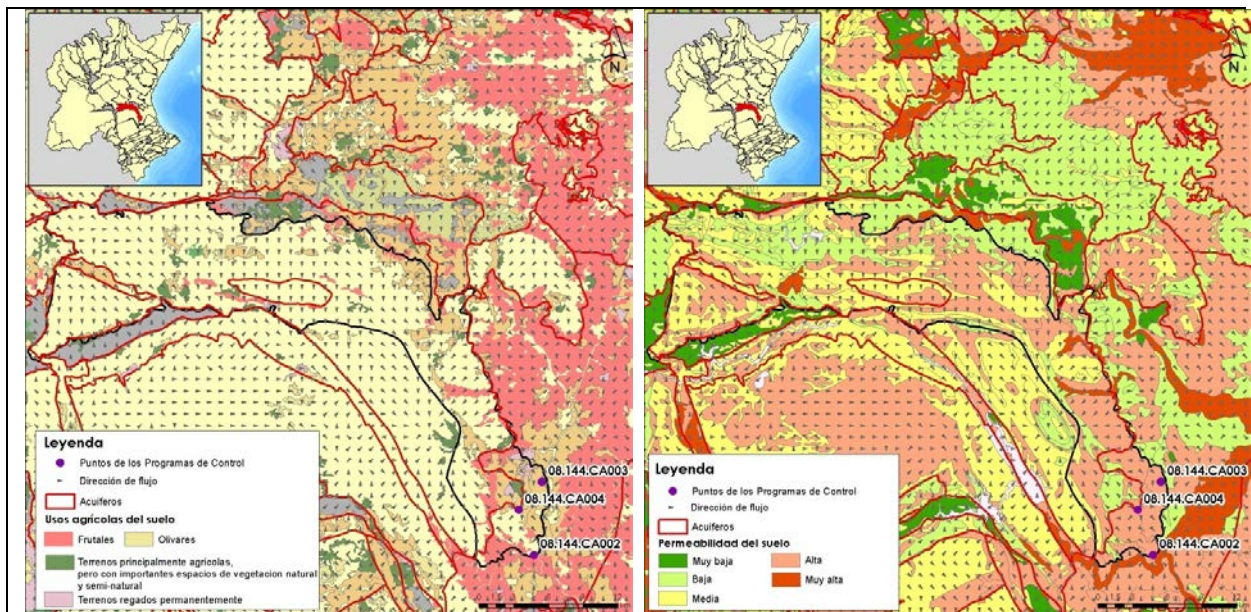 N
Leyenda
Puntos de los Programas de Control
Dirección de flujo
Acuíferos
Usos agrícolas del suelo
Frutales
Olivares
Terrenos principalmente agrícolas,
pero con importantes espacios de vegetacion natural
y semi-natural
Terrenos regados permanentemente
08.144.CA003
08.144.CA004
08.144.CA002
N
Leyenda
Puntos de los Programas de Control
Dirección de flujo
Acuíferos
Permeabilidad del suelo
Muy baja
Alta
Baja
Muy alta
Media
08.144.CA003
08.144.CA004
08.144.CA002